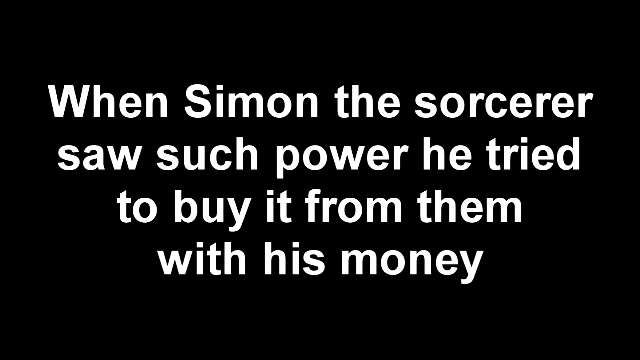 When Simon the sorcerer
saw such power he tried
to buy it from them
with his money